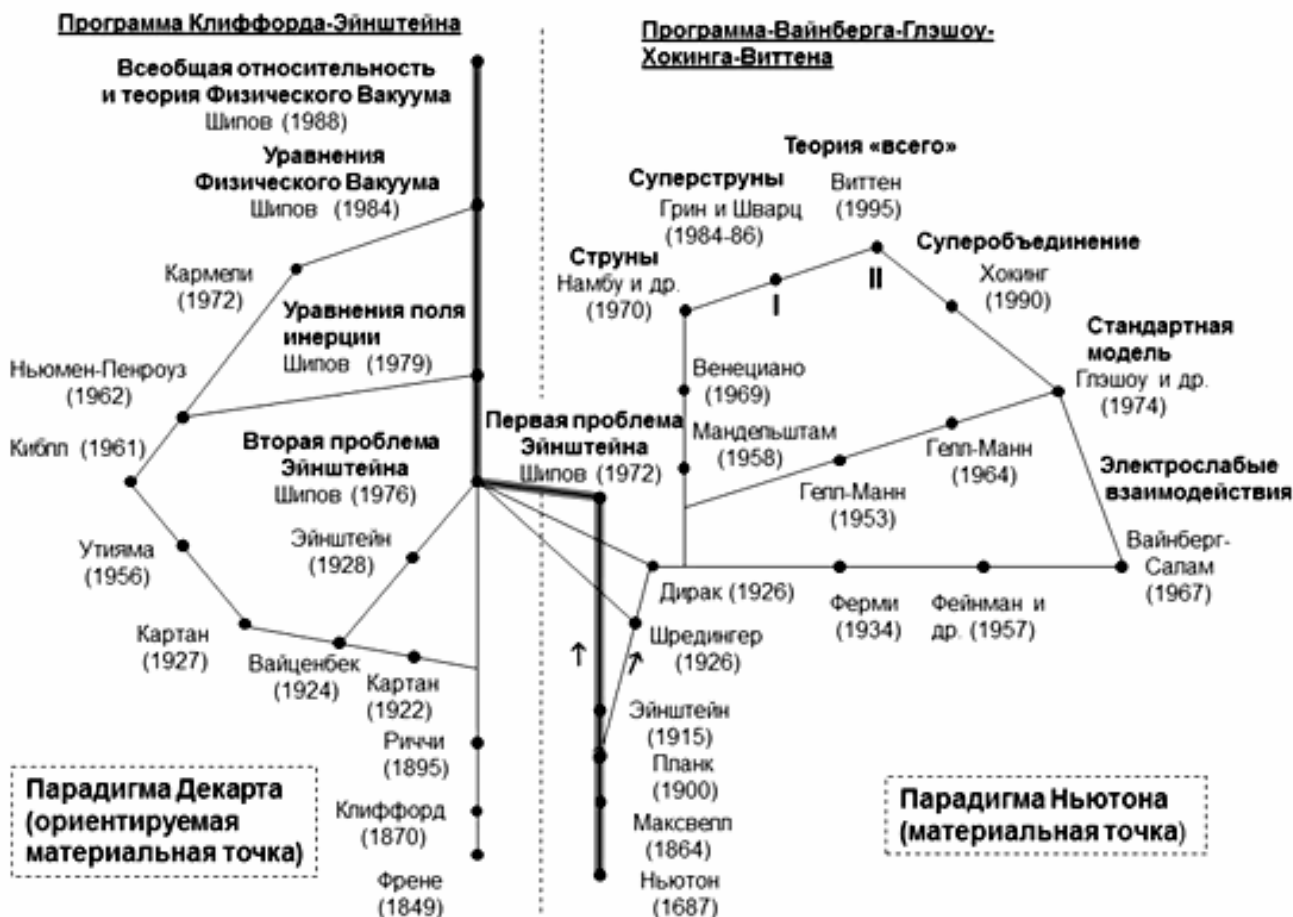 Программа Клиффорда-Эйнштейна
Всеобщая относительность
и теория Физического Вакуума
Шипов (1988)
Уравнения
Физического Вакуума
Шипов (1984)
Кармели
(1972)
Уравнения поля
инерции
Шипов (1979)
Ньюмен-Пенроуз
(1962)
Киббл (1961)
Вторая проблема
Эйнштейна
Шипов (1976)
Утияма
(1956)
Эйнштейн
(1928)
Картан
(1927)
Вайценбек
(1924)
Картан
(1922)
Риччи
(1895)
Клиффорд
(1870)
Френе
(1849)
Парадигма Декарта
(ориентируемая
материальная точка)
Программа-Вайнберга-Глэшоу-
Хокинга-Виттена
Теория «всего»
Виттен
(1995)
Суперструны
Грин и Шварц
(1984-86)
Струны
Намбу и др.
(1970)
I
II
Суперобъединение
Хокинг
(1990)
Стандартная
модель
Глэшоу и др.
(1974)
Венециано
(1969)
Первая проблема
Эйнштейна
Шипов (1972)
Мандельштам
(1958)
Гелл-Манн
(1964)
Гелл-Манн
(1953)
Электрослабые
взаимодействия
Вайнберг-
Салам
(1967)
Дирак (1926)
Ферми
(1934)
Фейнман и
др. (1957)
Шредингер
(1926)
Эйнштейн
(1915)
Планк
(1900)
Максвелл
(1864)
Ньютон
(1687)
Парадигма Ньютона
(материальная точка)